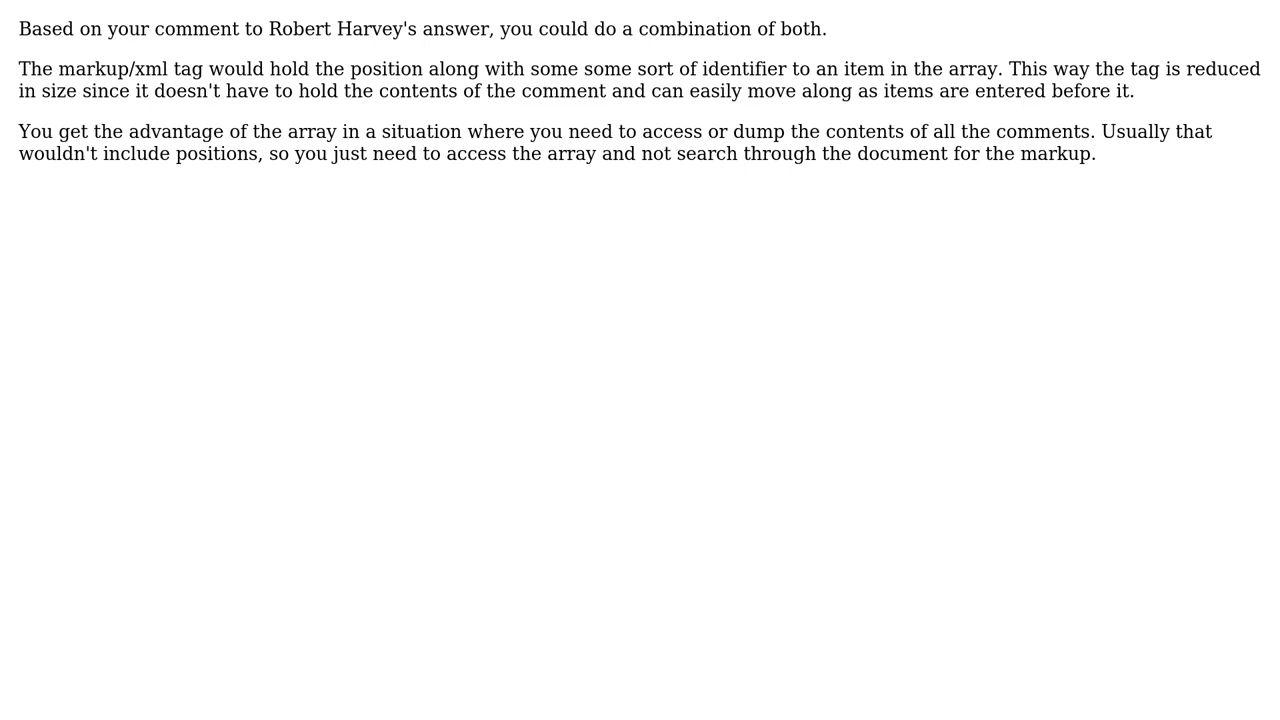 Based on your comment to Robert Harvey's answer, you could do a combination of both.
The markup/xml tag would hold the position along with some some sort of identifier to an item in the array. This way the tag is reduced
in size since it doesn't have to hold the contents of the comment and can easily move along as items are entered before it.
You get the advantage of the array in a situation where you need to access or dump the contents of all the comments. Usually that
wouldn't include positions, so you just need to access the array and not search through the document for the markup.